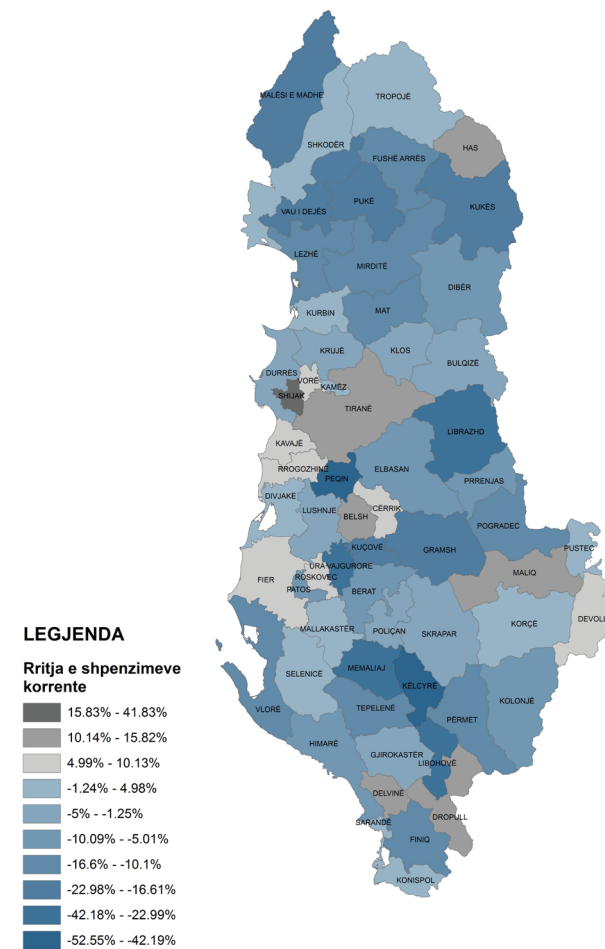 MALËSI E MADHE
TROPOJË
SHKODËR
HAS
FUSHË ARRËS
PUKË
KUKËS
VAU I DEJËS
LEZHË
MIRDITË
DIBËR
KURBIN
MAT
KRUJË
KLOS
BULQIZË
DURRËS
VORË
KAMËZ
SHIJAK
TIRANË
LIBRAZHD
KAVAJË
RROGOZHINË
PEQIN
ELBASAN
PRRENJAS
DIVJAKË
LUSHNJE
BELSH
CËRRIK
POGRADEC
KUÇOVË
GRAMSH
PUSTEC
URA VAJGURORE
FIER
ROSKOVEC
MALIQ
PATOS
BERAT
DEVOLL
MALLAKASTËR
POLIÇAN
SKRAPAR
KORÇË
MEMALIAJ
SELENICË
KËLCYRË
VLORË
TEPELENË
PËRMET
KOLONJË
HIMARË
GJIROKASTËR
LIBOHOVË
DELVINË
SARANDË
DROPULL
FINIQ
KONISPOL
LEGJENDA
Rritja e shpenzimeve
korrente
15.83% - 41.83%
10.14% - 15.82%
4.99% - 10.13%
-1.24% - 4.98%
-5% - -1.25%
-10.09% - -5.01%
-16.6% - -10.1%
-22.98% - -16.61%
-42.18% - -22.99%
-52.55% - -42.19%